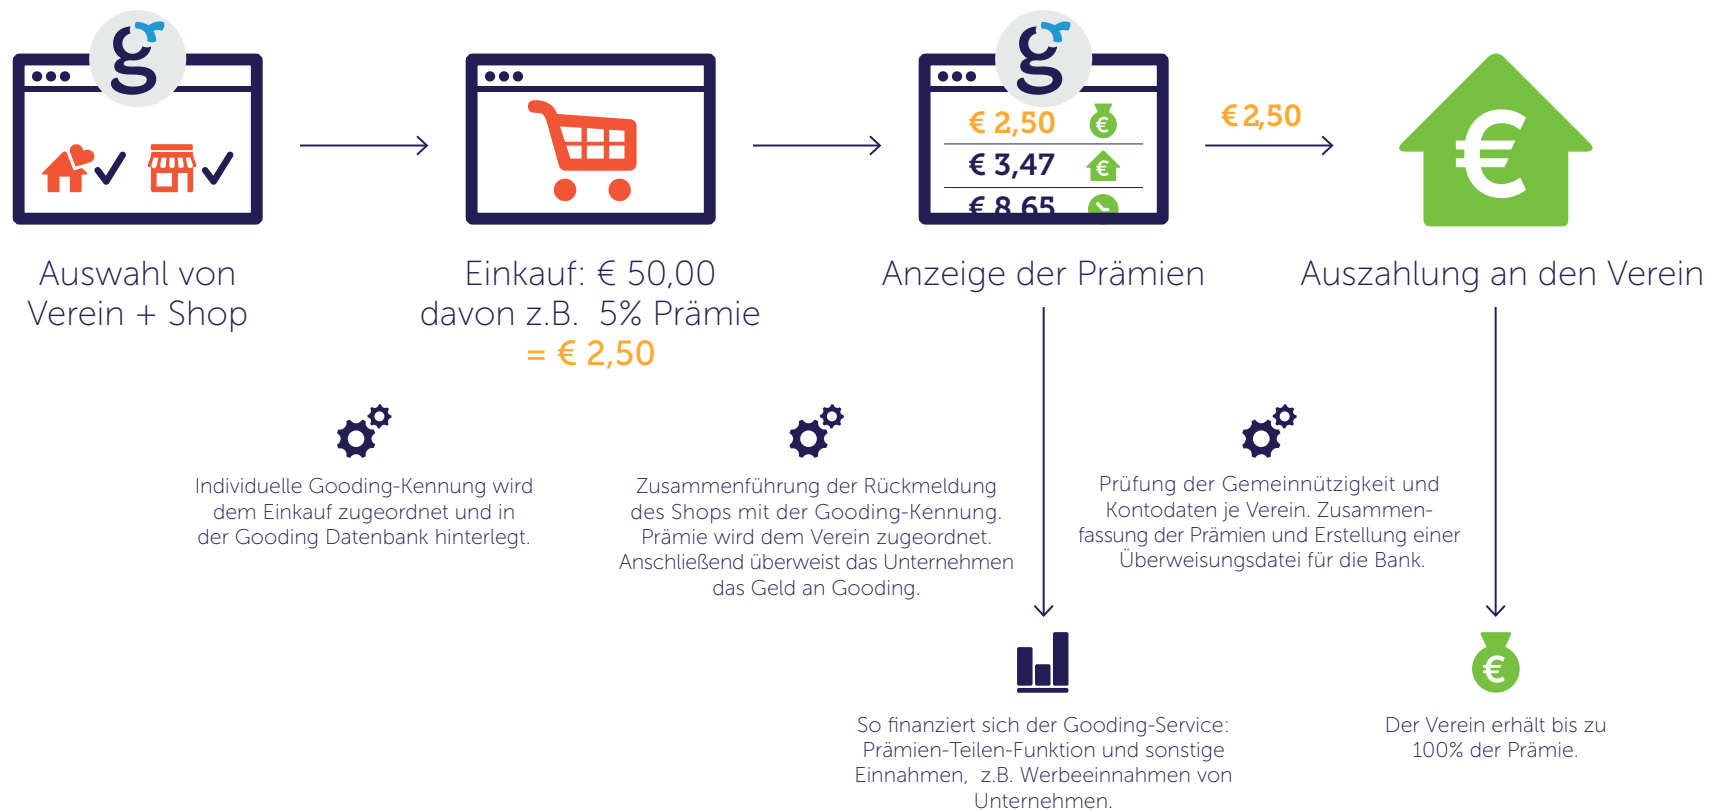 g
g
€ 2,50
€
€ 3,47
€
€ 8,65
€ 2,50
€
Auswahl von
Verein + Shop
Einkauf: € 50,00
davon z.B. 5% Prämie
= € 2,50
Anzeige der Prämien
Auszahlung an den Verein
Individuelle Gooding-Kennung wird
dem Einkauf zugeordnet und in
der Gooding Datenbank hinterlegt.
Zusammenführung der Rückmeldung
des Shops mit der Gooding-Kennung.
Prämie wird dem Verein zugeordnet.
Anschließend überweist das Unternehmen
das Geld an Gooding.
Prüfung der Gemeinnützigkeit und
Kontodaten je Verein. Zusammen-
fassung der Prämien und Erstellung einer
Überweisungsdatei für die Bank.
€
So finanziert sich der Gooding-Service:
Prämien-Teilen-Funktion und sonstige
Einnahmen, z.B. Werbeeinnahmen von
Unternehmen.
Der Verein erhält bis zu
100% der Prämie.